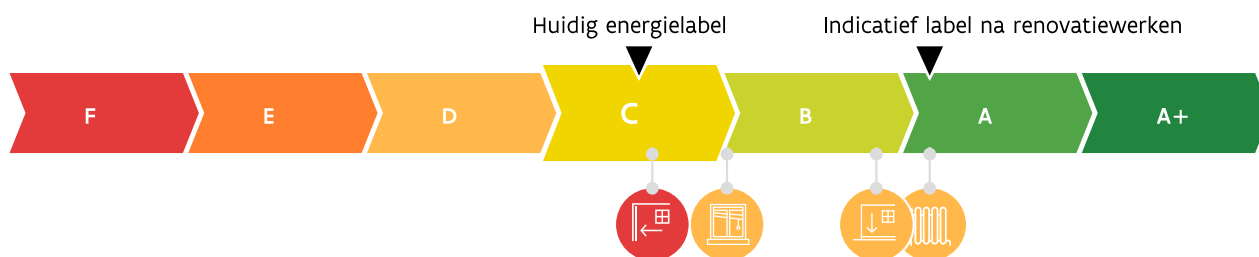 Huidig energielabel
Indicatief label na renovatiewerken
F
E
D
C
B
A
A+